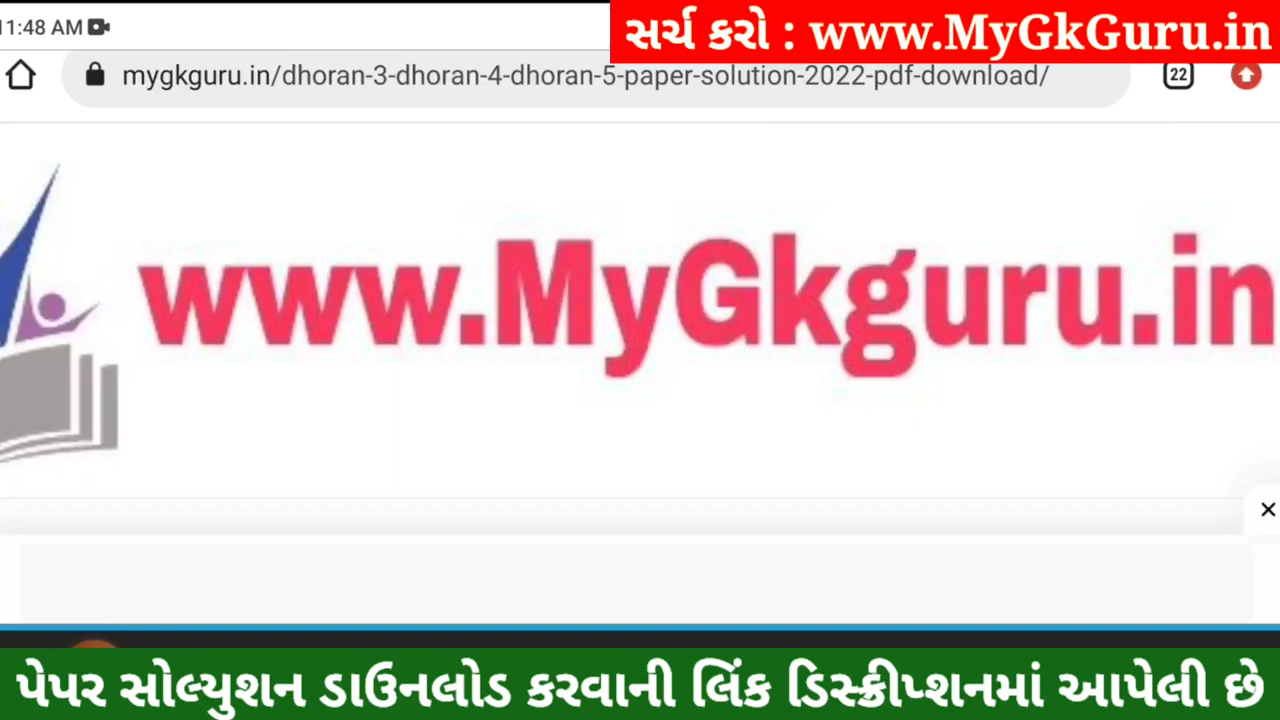 11:48 AM
સર્ચ કરો : www.MyGkGuru.in
mygkguru.in/dhoran-3-dhoran-4-dhoran-5-paper-solution-2022-pdf-download/
22
www.MyGkguru.in
પેપર સોલ્યુશન ડાઉનલોડ કરવાની લિંક ડિસ્ક્રીપ્શનમાં આપેલી છે